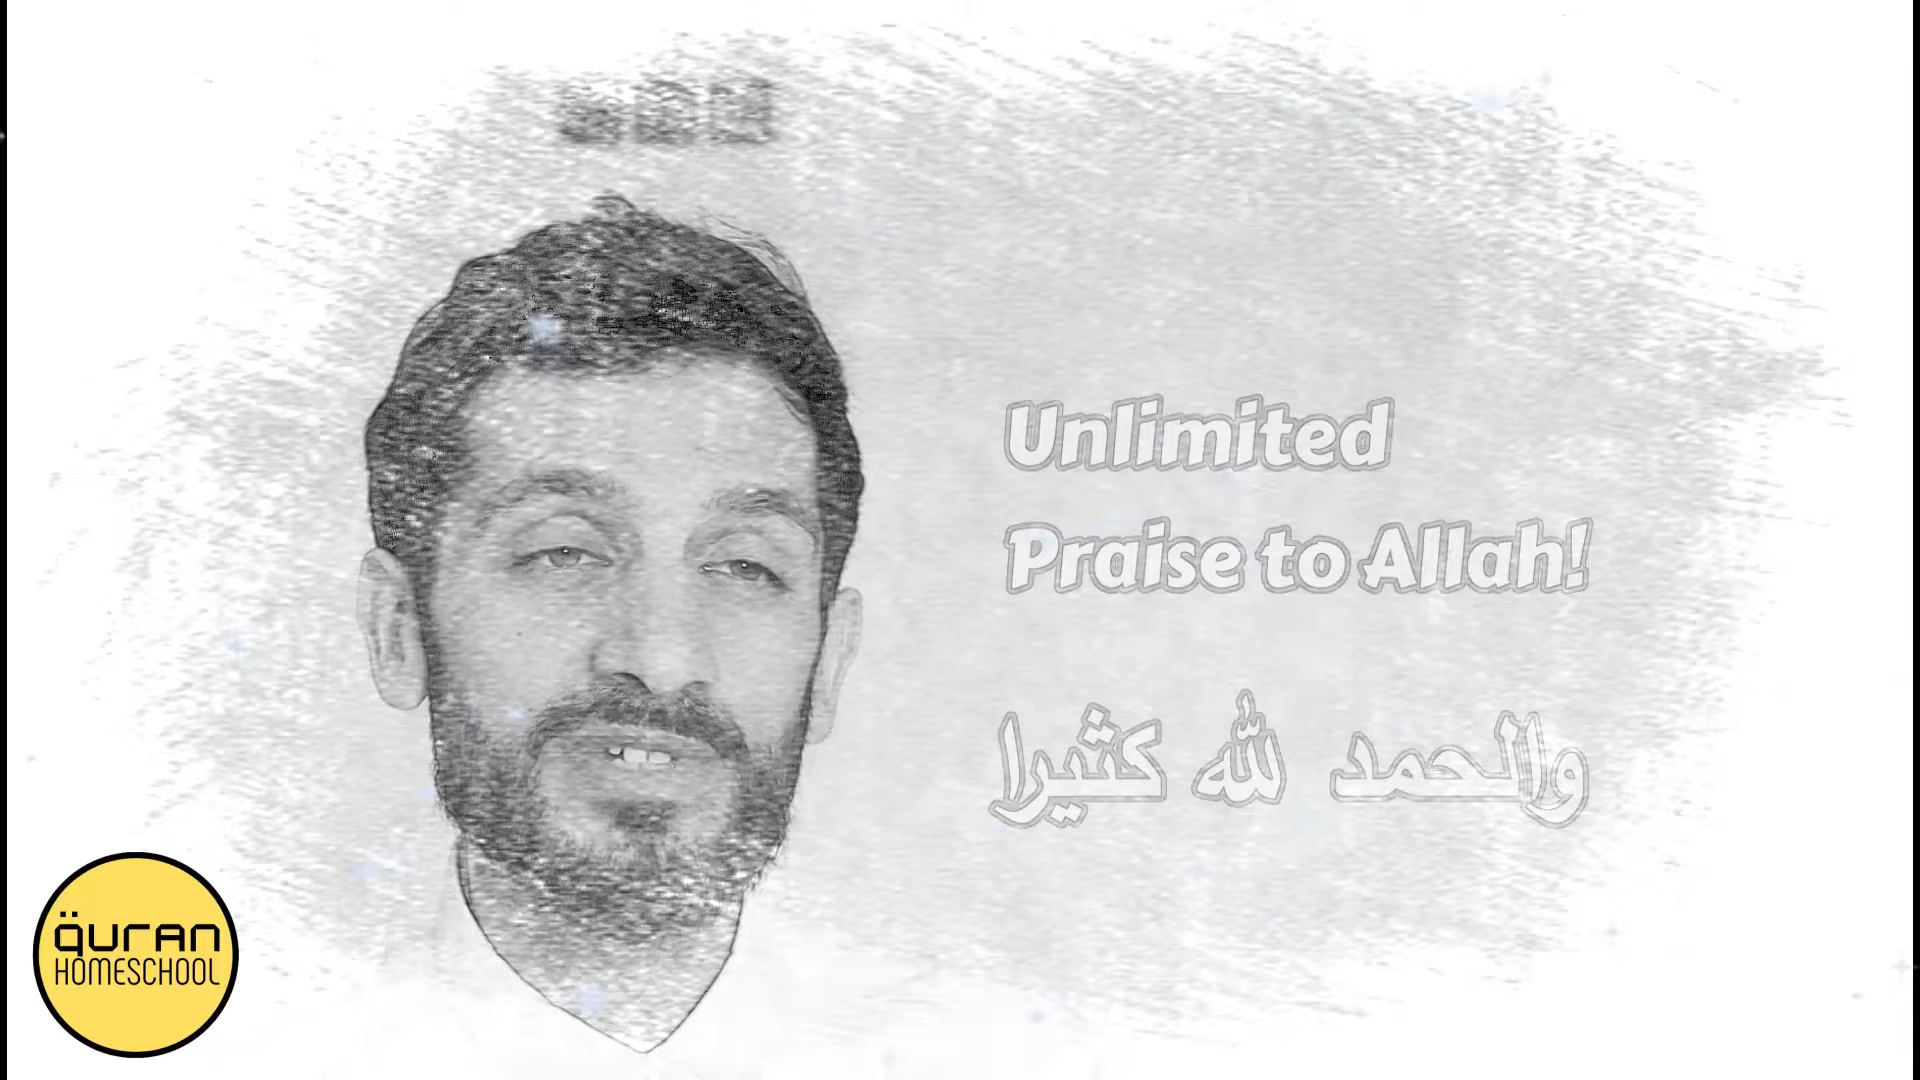 Unlimited
Praise to Allah!
والحمد لله كثيرا
QURAN
HOMESCHOOL